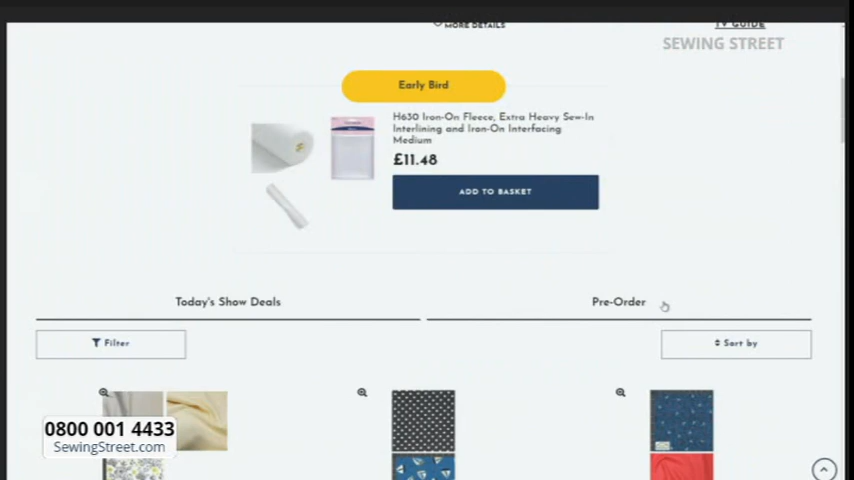 MORE DETAILS
TV GUIDE
SEWING STREET
Early Bird
H630 Iron-On Fleece, Extra Heavy Sew-In
Interlining and Iron-On Interfacing
Medium
£11.48
ADD TO BASKET
Today's Show Deals
Pre-Order
Filter
Sort by
0800 001 4433
SewingStreet.com